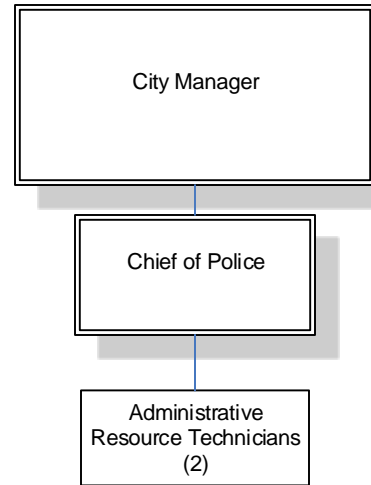 City Manager
Chief of Police
Administrative
Resource Technicians
(2)